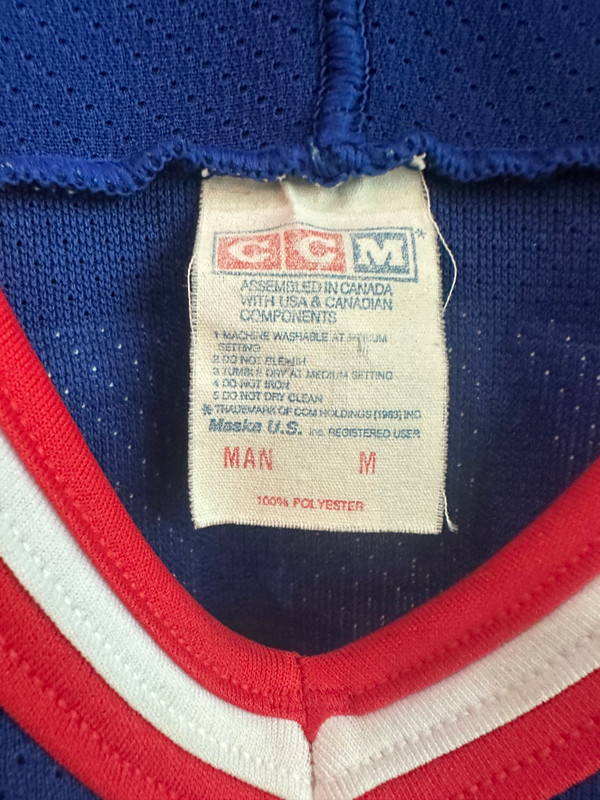 CCM*
ASSEMBLED IN CANADA
WITH USA & CANADIAN
COMPONENTS
1 MACHINE WASHABLE AT MEDIUM
SETTING
2 DO NOT BLEACH
3 TUMBLE DRY AT MEDIUM SETTING
4 DO NOT IRON
5 DO NOT DRY CLEAN
* TRADEMARK OF CCM HOLDINGS (1983) INC
Maska U.S. Inc. REGISTERED USER
MAN M
100% POLYESTER